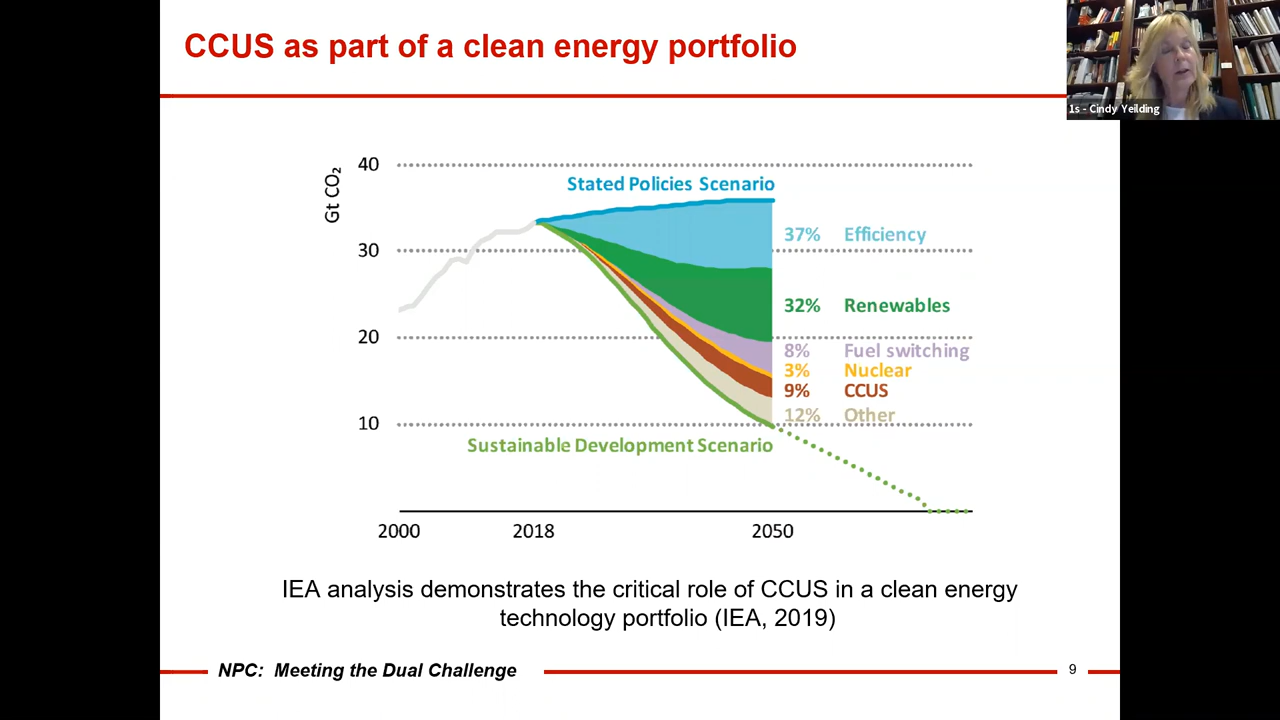 CCUS as part of a clean energy portfolio
1s - Cindy Yeilding
Gt CO₂
40
30
20
10
Stated Policies Scenario
37% Efficiency
32% Renewables
8% Fuel switching
3% Nuclear
9% CCUS
12% Other
Sustainable Development Scenario
2000 2018 2050
IEA analysis demonstrates the critical role of CCUS in a clean energy
technology portfolio (IEA, 2019)
NPC: Meeting the Dual Challenge
9